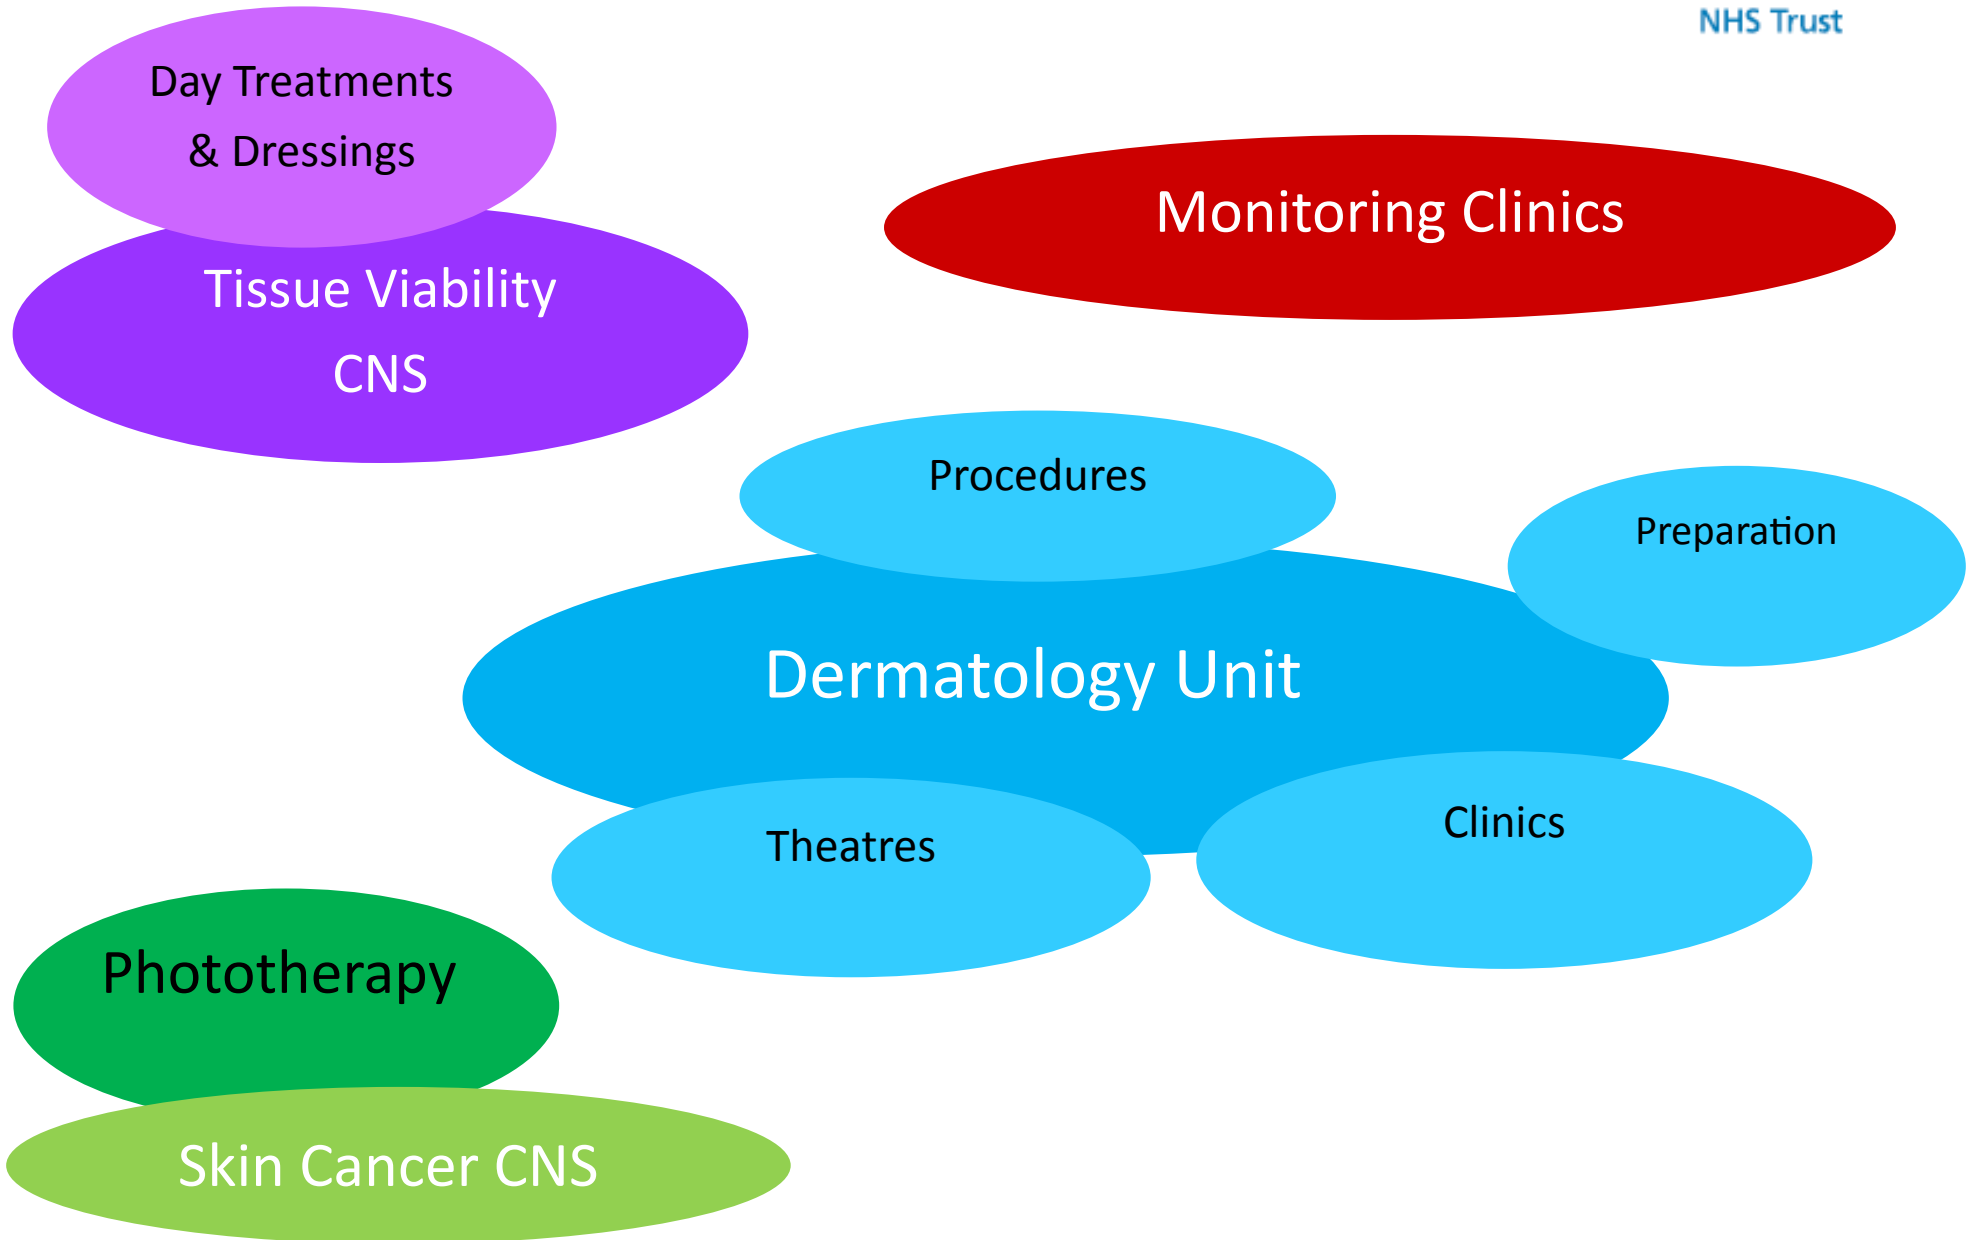 NHS Trust
Day Treatments
& Dressings
Monitoring Clinics
Tissue Viability
CNS
Procedures
Preparation
Dermatology Unit
Clinics
Theatres
Phototherapy
Skin Cancer CNS